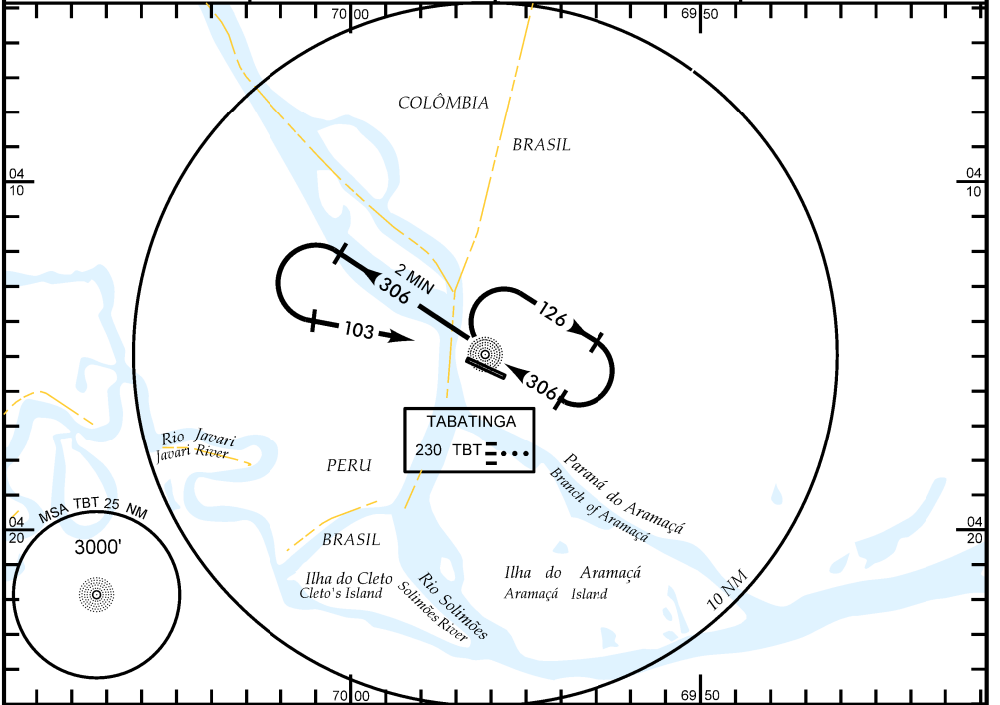 70 00
69 50
COLÔMBIA
BRASIL
04
10
04
10
2 MIN
306
126
103
306
TABATINGA
230 TBT
Rio Javari
Javari River
PERU
Paraná do Aramaçá
Branch of Aramaçá
MSA TBT 25 NM
3000'
04
20
04
20
BRASIL
Ilha do Cleto
Cleto's Island
Rio Solimões
Solimões River
Ilha do Aramaçá
Aramaçá Island
10 NM
70 00
69 50